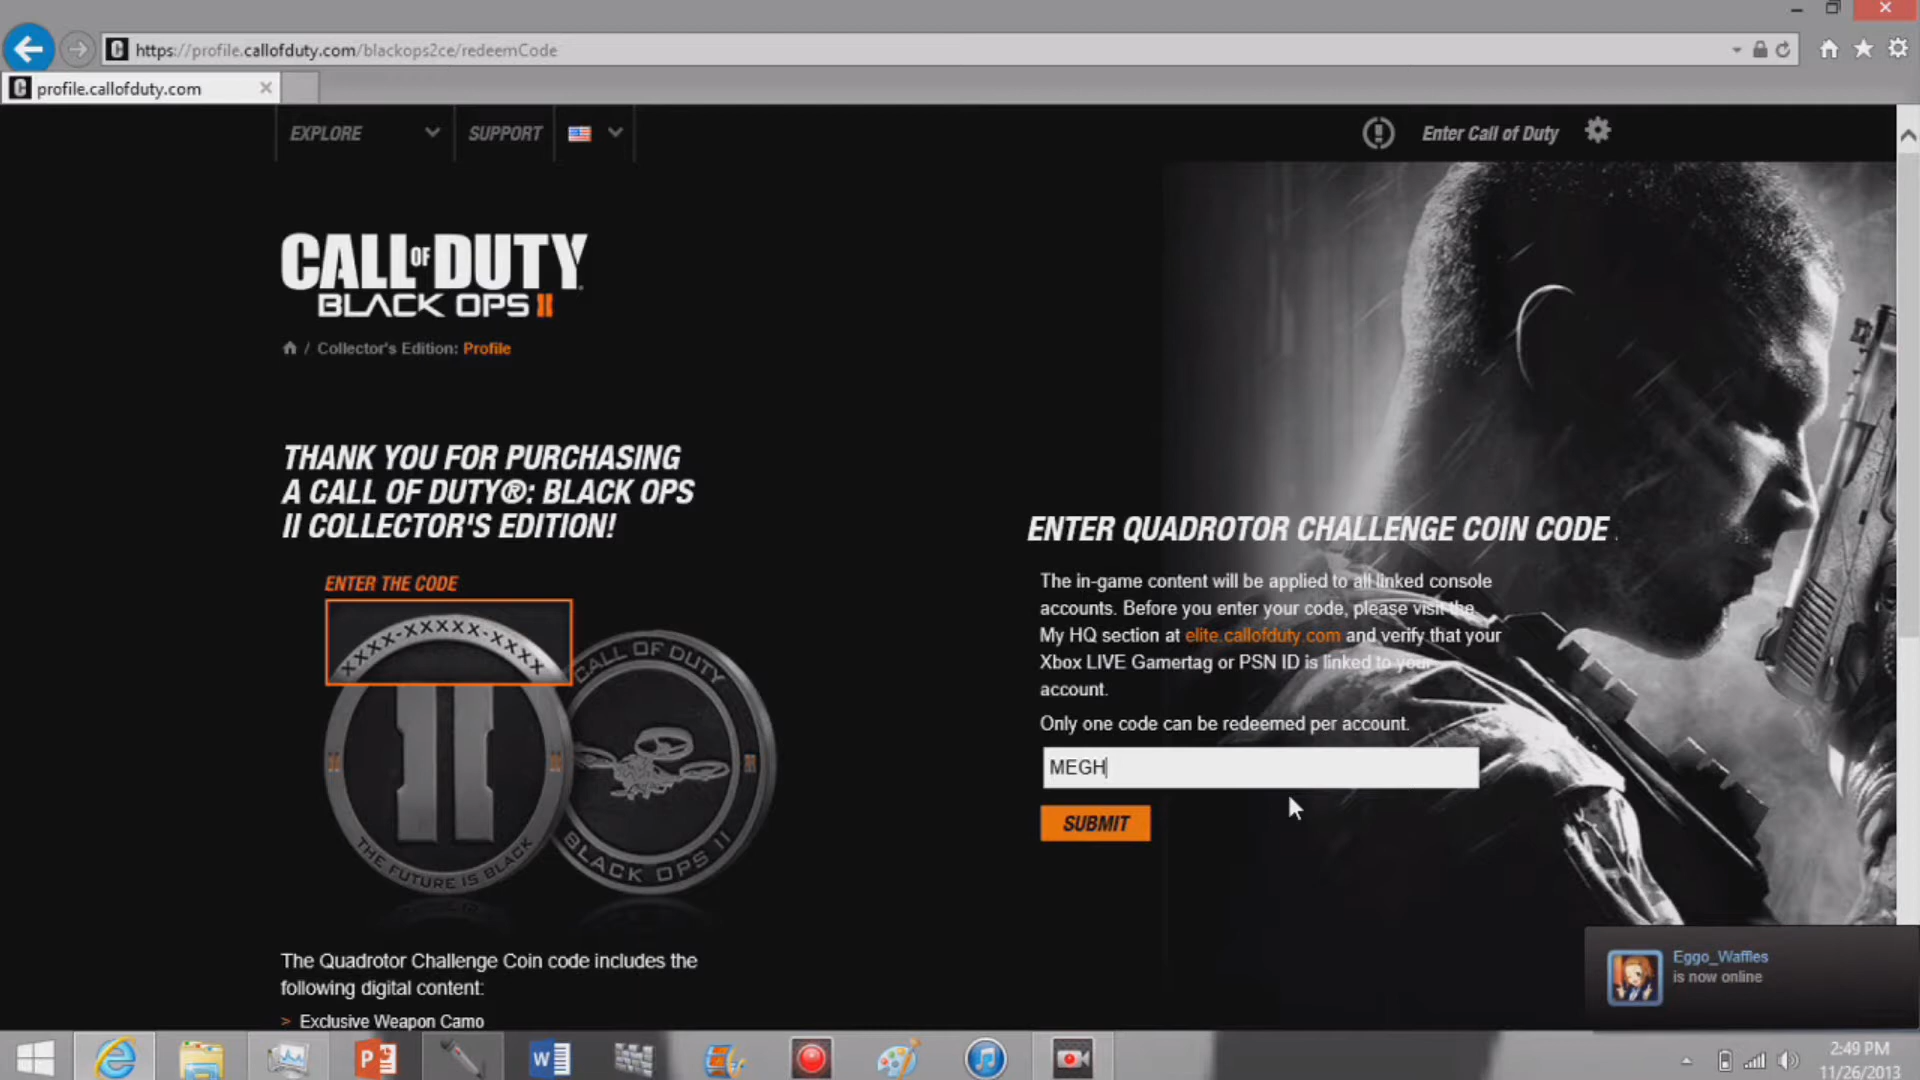 https://profile.callofduty.com/blackops2ce/redeemCode
profile.callofduty.com
EXPLORE
SUPPORT
Enter Call of Duty
CALL OF DUTY
BLACK OPS II
/ Collector's Edition: Profile
THANK YOU FOR PURCHASING
A CALL OF DUTY®: BLACK OPS
II COLLECTOR'S EDITION!
ENTER THE CODE
XXXX-XXXXX-XXXX
THE FUTURE IS BLACK
CALL OF DUTY
BLACK OPS II
The Quadrotor Challenge Coin code includes the
following digital content:
> Exclusive Weapon Camo
ENTER QUADROTOR CHALLENGE COIN CODE
The in-game content will be applied to all linked console
accounts. Before you enter your code, please visit the
My HQ section at elite.callofduty.com and verify that your
Xbox LIVE Gamertag or PSN ID is linked to your
account.
Only one code can be redeemed per account.
MEGH
SUBMIT
Eggo_Waffles
is now online
2:49 PM
11/26/2013